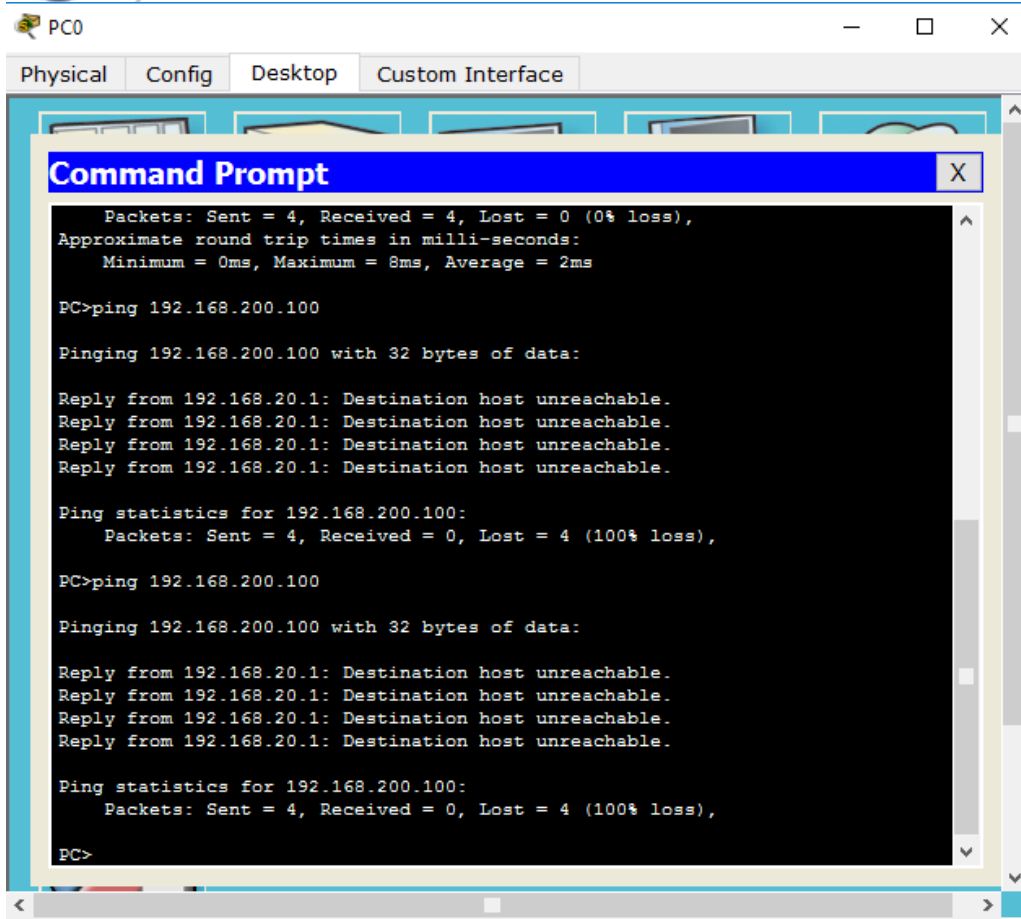 PC0
Physical Config Desktop Custom Interface
Command Prompt X
Packets: Sent = 4, Received = 4, Lost = 0 (0% loss),
Approximate round trip times in milli-seconds:
Minimum = 0ms, Maximum = 8ms, Average = 2ms
PC>ping 192.168.200.100
Pinging 192.168.200.100 with 32 bytes of data:
Reply from 192.168.20.1: Destination host unreachable.
Reply from 192.168.20.1: Destination host unreachable.
Reply from 192.168.20.1: Destination host unreachable.
Reply from 192.168.20.1: Destination host unreachable.
Ping statistics for 192.168.200.100:
Packets: Sent = 4, Received = 0, Lost = 4 (100% loss),
PC>ping 192.168.200.100
Pinging 192.168.200.100 with 32 bytes of data:
Reply from 192.168.20.1: Destination host unreachable.
Reply from 192.168.20.1: Destination host unreachable.
Reply from 192.168.20.1: Destination host unreachable.
Reply from 192.168.20.1: Destination host unreachable.
Ping statistics for 192.168.200.100:
Packets: Sent = 4, Received = 0, Lost = 4 (100% loss),
PC>